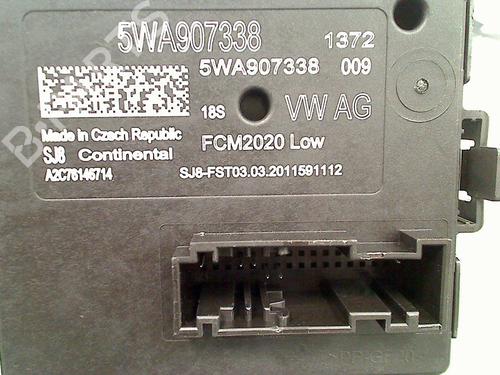 5WA907338 1372
5WA907338 009
18S VW AG
Made in Czech Republic
SJ8 Continental FCM2020 Low
A2C76146714 SJ8-FST03.03.2011591112